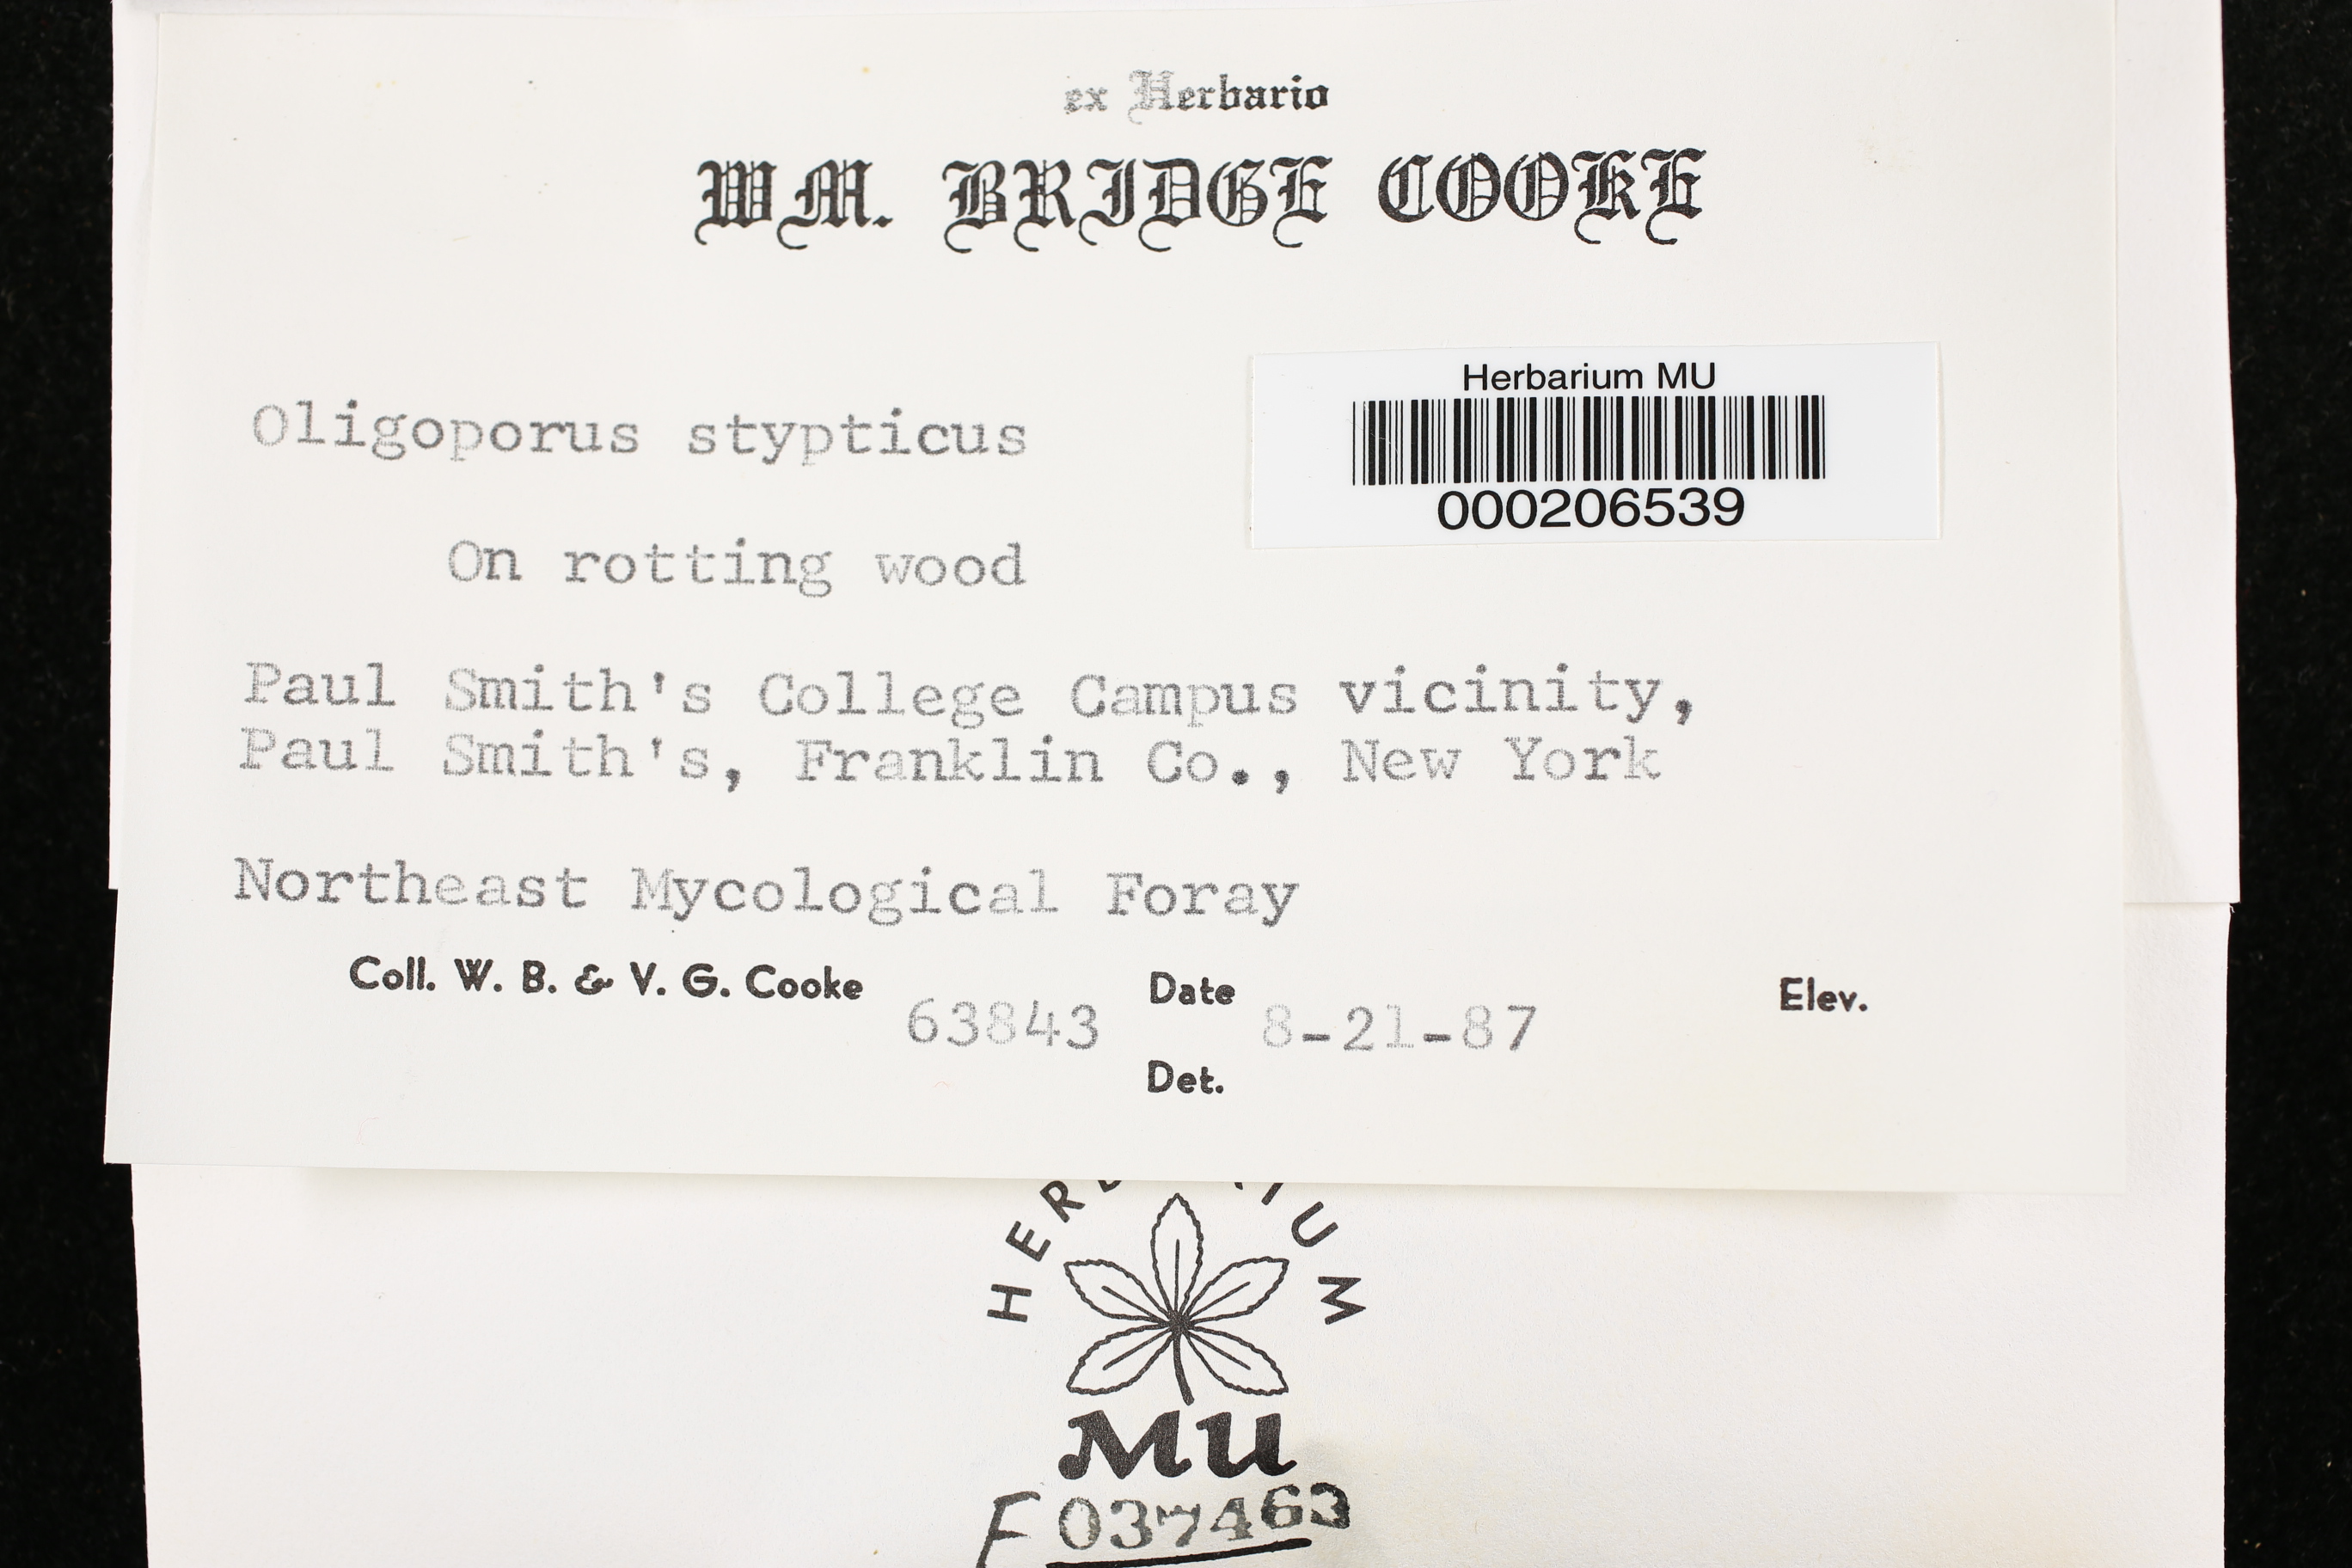 ex Herbario
WM. BRIDGE COOKE
Herbarium MU
000206539
Oligoporus stypticus
On rotting wood
Paul Smith's College Campus vicinity,
Paul Smith's, Franklin Co., New York
Northeast Mycological Foray
Coll. W. B. & V. G. Cooke 63843 Date 8-21-87 Elev.
Det.
MU
F 037463